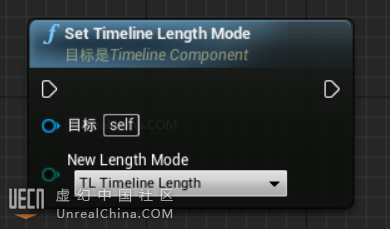 f Set Timeline Length Mode
目标是Timeline Component
目标 self
New Length Mode
TL Timeline Length
UECN 虚幻中国社区
UnrealChina.COM